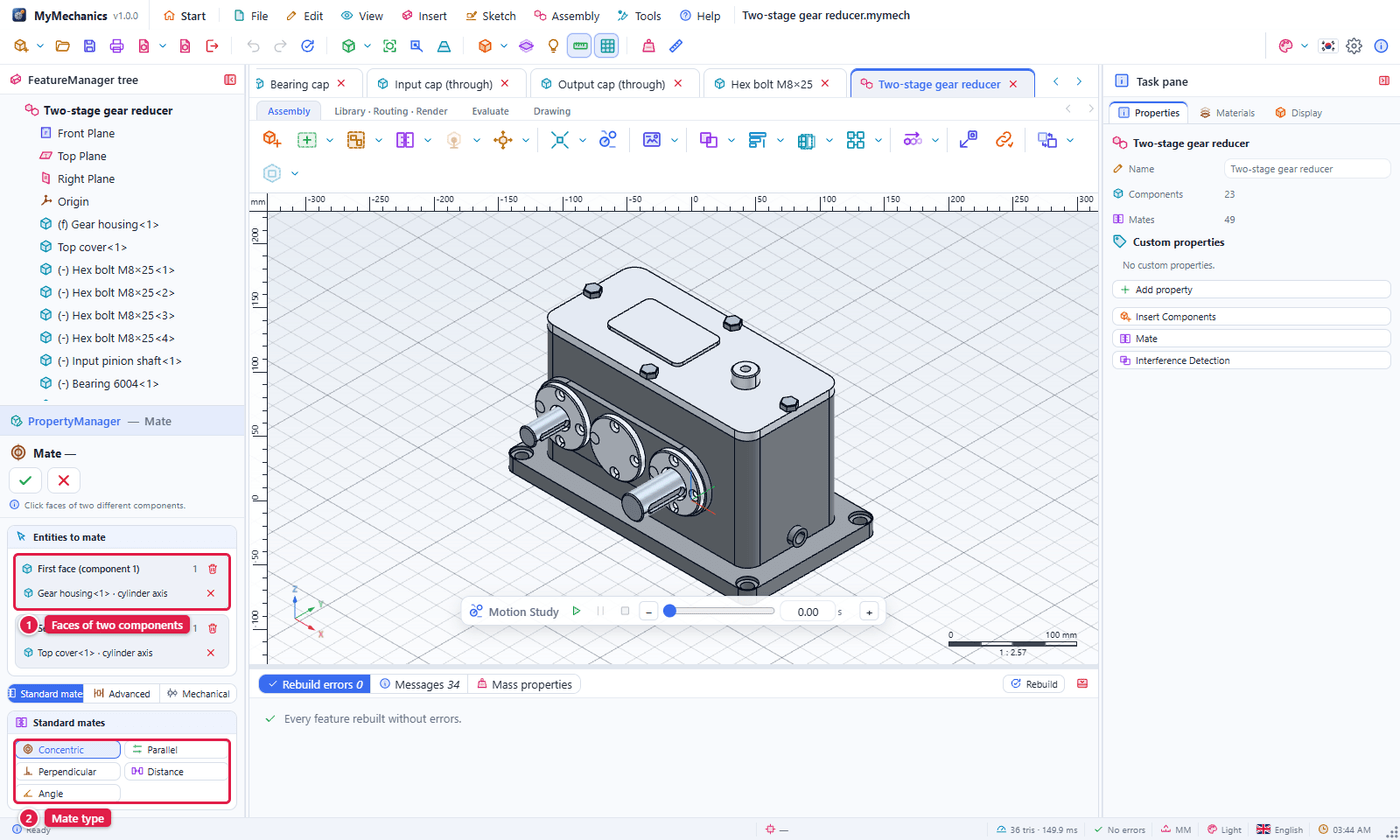 MyMechanics v1.0.0 Start File Edit View Insert Sketch Assembly Tools Help Two-stage gear reducer.mymech
FeatureManager tree
Two-stage gear reducer
Front Plane
Top Plane
Right Plane
Origin
(f) Gear housing<1>
Top cover<1>
(-) Hex bolt M8×25<1>
(-) Hex bolt M8×25<2>
(-) Hex bolt M8×25<3>
(-) Hex bolt M8×25<4>
(-) Input pinion shaft<1>
(-) Bearing 6004<1>
PropertyManager — Mate
Mate —
Click faces of two different components.
Entities to mate
First face (component 1) 1
Gear housing<1> · cylinder axis
1 Faces of two components 1
Top cover<1> · cylinder axis
Standard mate Advanced Mechanical
Standard mates
Concentric Parallel
Perpendicular Distance
Angle
2 Mate type
Ready
Bearing cap Input cap (through) Output cap (through) Hex bolt M8×25 Two-stage gear reducer
Assembly Library · Routing · Render Evaluate Drawing
mm -300 -250 -200 -150 -100 -50 0 50 100 150 200 250 300
200
150
100
50
0
-50
-100
Z
Y
X
Motion Study − 0.00 s +
0 100 mm
1 : 2.57
Rebuild errors 0 Messages 34 Mass properties Rebuild
Every feature rebuilt without errors.
Task pane
Properties Materials Display
Two-stage gear reducer
Name Two-stage gear reducer
Components 23
Mates 49
Custom properties
No custom properties.
Add property
Insert Components
Mate
Interference Detection
— 36 tris · 149.9 ms No errors MM Light English 03:44 AM